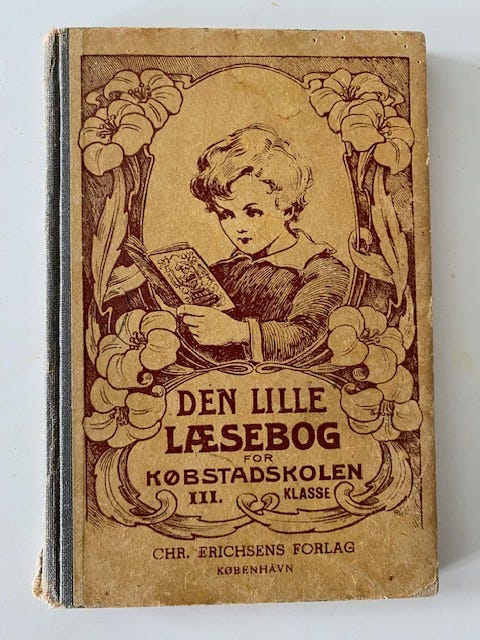 DEN LILLE
LÆSEBOG
FOR
KØBSTADSKOLEN
III. KLASSE
CHR. ERICHSENS FORLAG
KØBENHAVN